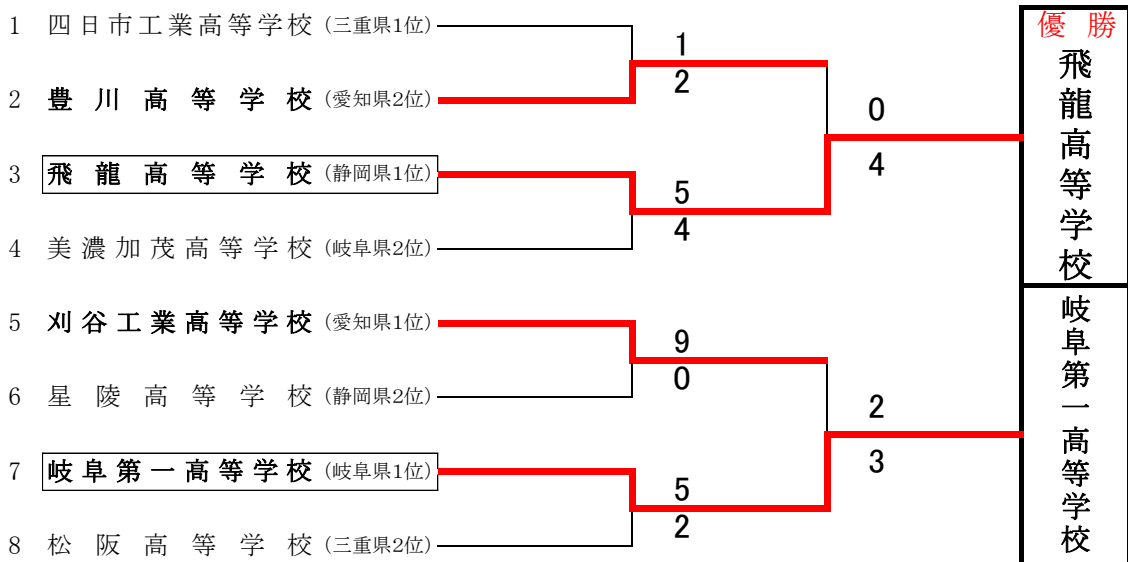 1 四日市工業高等学校 (三重県1位)
2 豊川高等学校 (愛知県2位)
3 飛龍高等学校 (静岡県1位)
4 美濃加茂高等学校 (岐阜県2位)
5 刈谷工業高等学校 (愛知県1位)
6 星陵高等学校 (静岡県2位)
7 岐阜第一高等学校 (岐阜県1位)
8 松阪高等学校 (三重県2位)
1
2
5
4
9
0
5
2
0
4
2
3
優勝
飛龍高等学校
岐阜第一高等学校